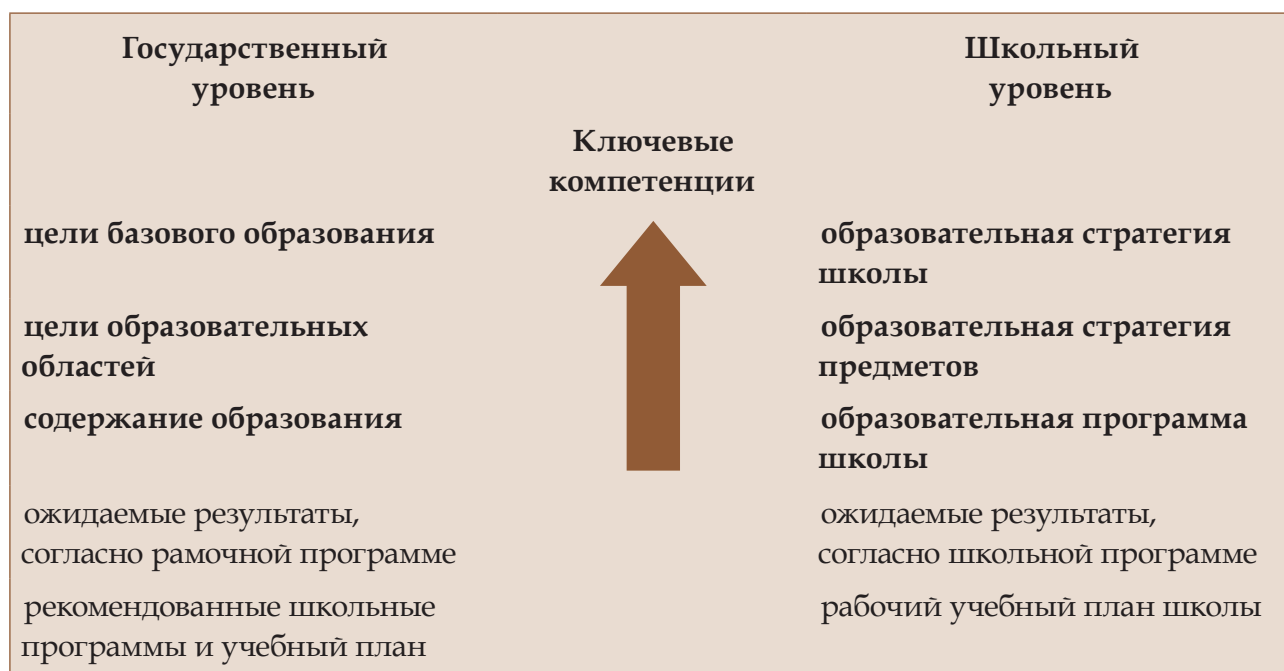 Государственный
уровень
Школьный
уровень
Ключевые
компетенции
цели базового образования
образовательная стратегия
школы
цели образовательных
областей
образовательная стратегия
предметов
содержание образования
образовательная программа
школы
ожидаемые результаты,
согласно рамочной программе
ожидаемые результаты,
согласно школьной программе
рекомендованные школьные
программы и учебный план
рабочий учебный план школы